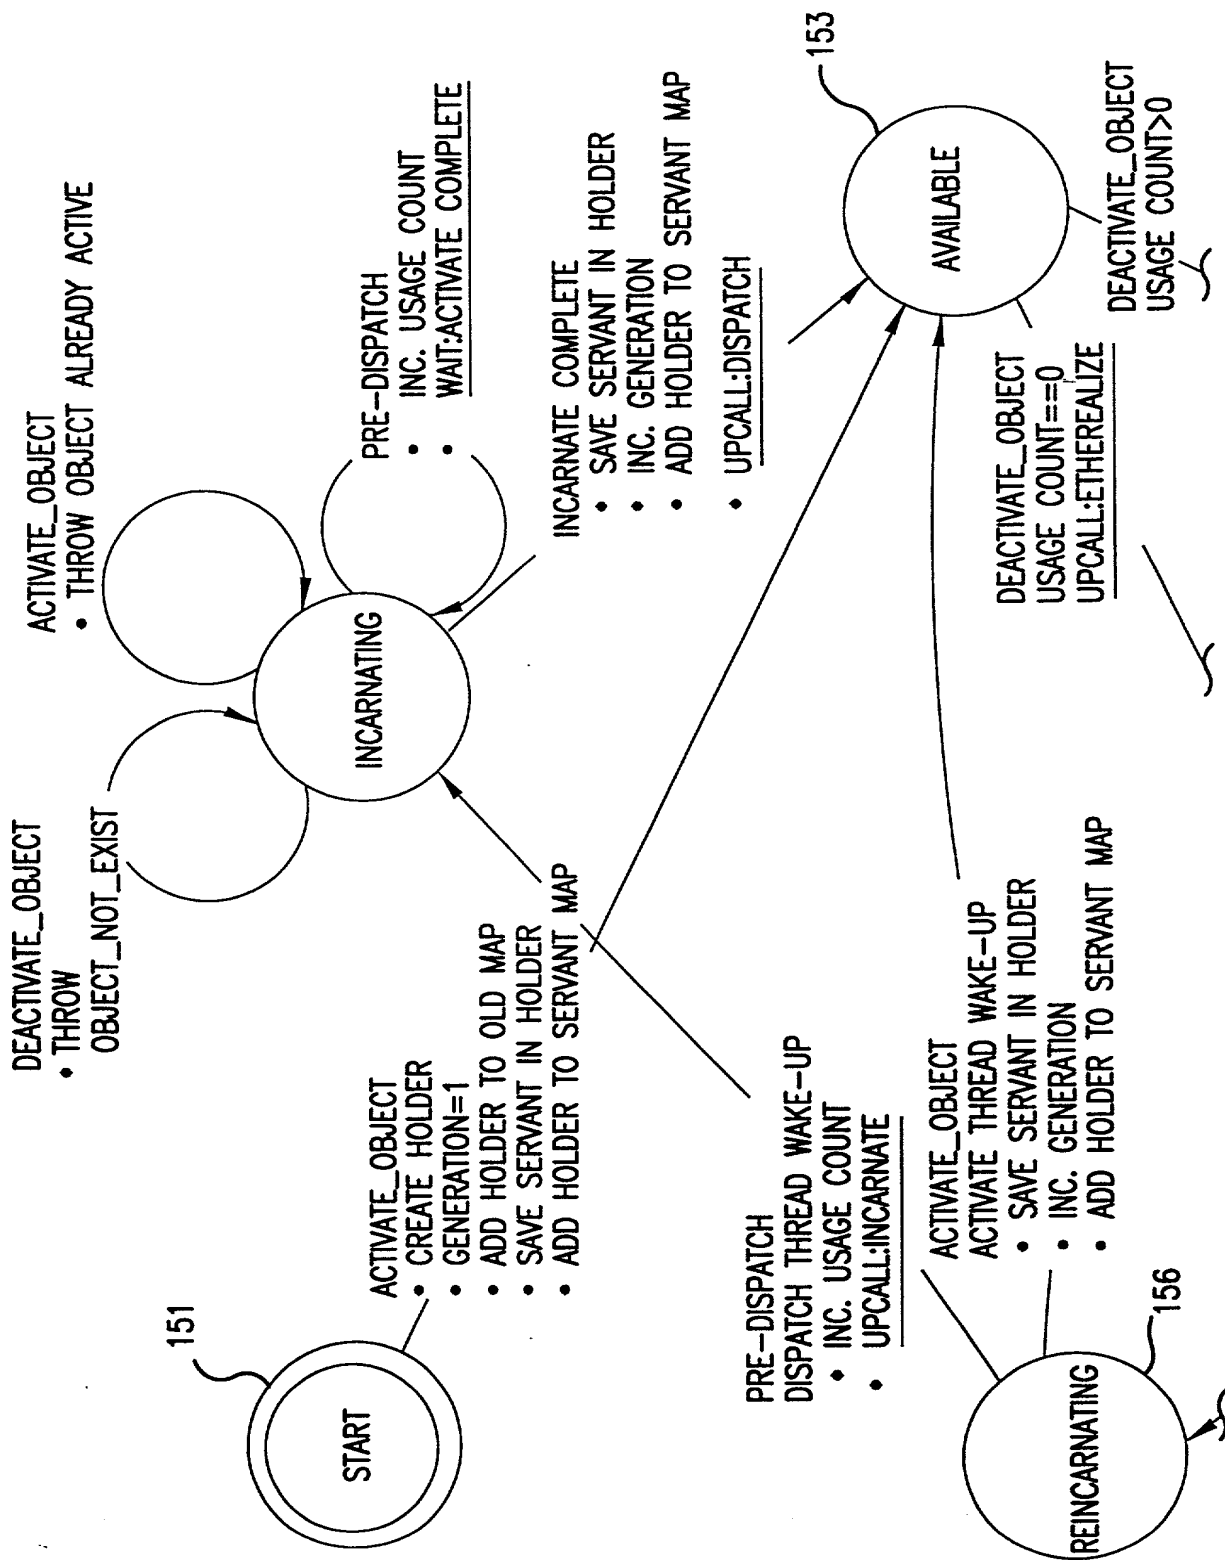 151
START
ACTIVATE_OBJECT
• CREATE HOLDER
• GENERATION=1
• ADD HOLDER TO OLD MAP
• SAVE SERVANT IN HOLDER
• ADD HOLDER TO SERVANT MAP
DEACTIVATE_OBJECT
• THROW
OBJECT_NOT_EXIST
ACTIVATE_OBJECT
• THROW OBJECT ALREADY ACTIVE
INCARNATING
PRE-DISPATCH
• INC. USAGE COUNT
• WAIT:ACTIVATE COMPLETE
INCARNATE COMPLETE
• SAVE SERVANT IN HOLDER
• INC. GENERATION
• ADD HOLDER TO SERVANT MAP
• UPCALL:DISPATCH
PRE-DISPATCH
DISPATCH THREAD WAKE-UP
• INC. USAGE COUNT
• UPCALL:INCARNATE
ACTIVATE_OBJECT
ACTIVATE THREAD WAKE-UP
• SAVE SERVANT IN HOLDER
• INC. GENERATION
• ADD HOLDER TO SERVANT MAP
REINCARNATING
156
153
AVAILABLE
DEACTIVATE_OBJECT
USAGE COUNT==0
UPCALL:ETHEREALIZE
DEACTIVATE_OBJECT
USAGE COUNT>0